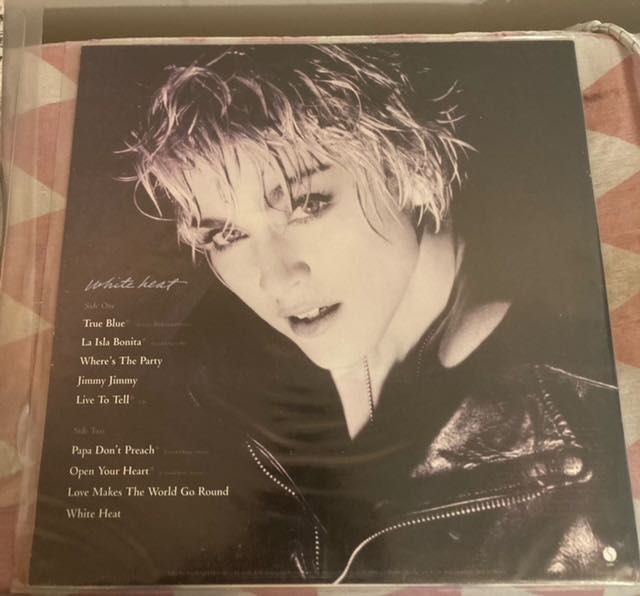 White heat
Side One
True Blue
La Isla Bonita
Where's The Party
Jimmy Jimmy
Live To Tell
Side Two
Papa Don't Preach
Open Your Heart
Love Makes The World Go Round
White Heat